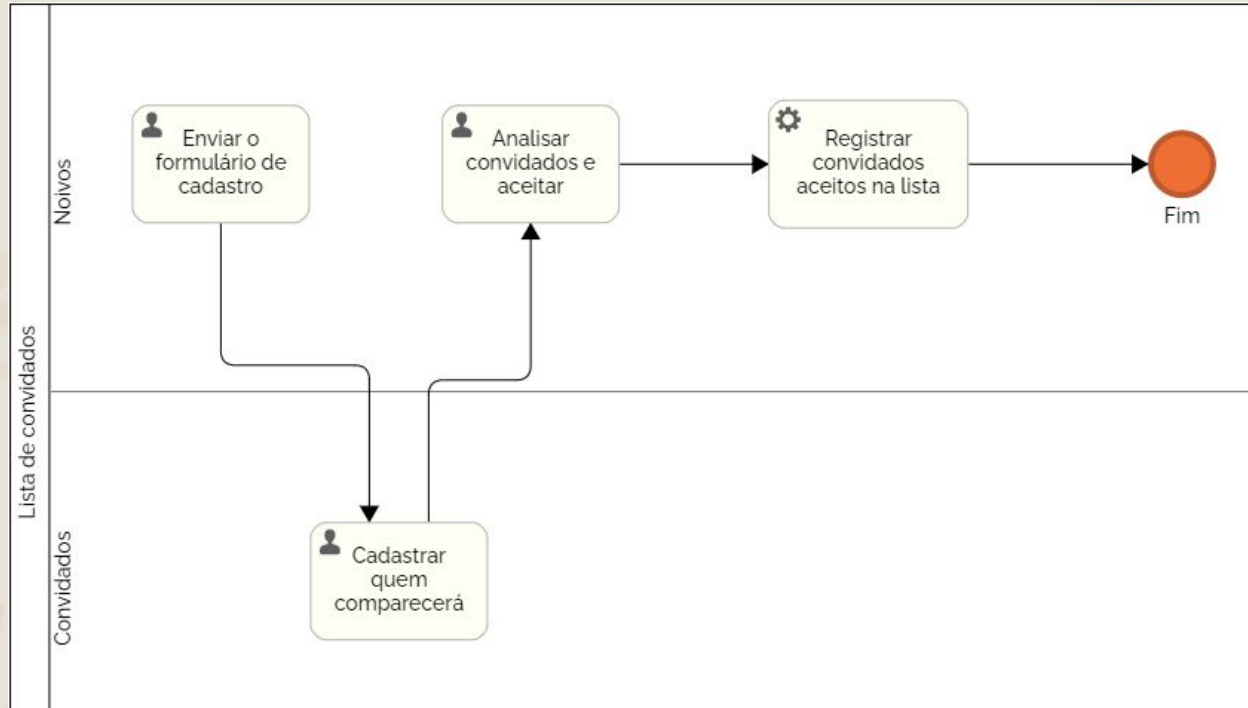 Lista de convidados
Noivos
Enviar o
formulário de
cadastro
Analisar
convidados e
aceitar
Registrar
convidados
aceitos na lista
Fim
Convidados
Cadastrar
quem
comparecerá